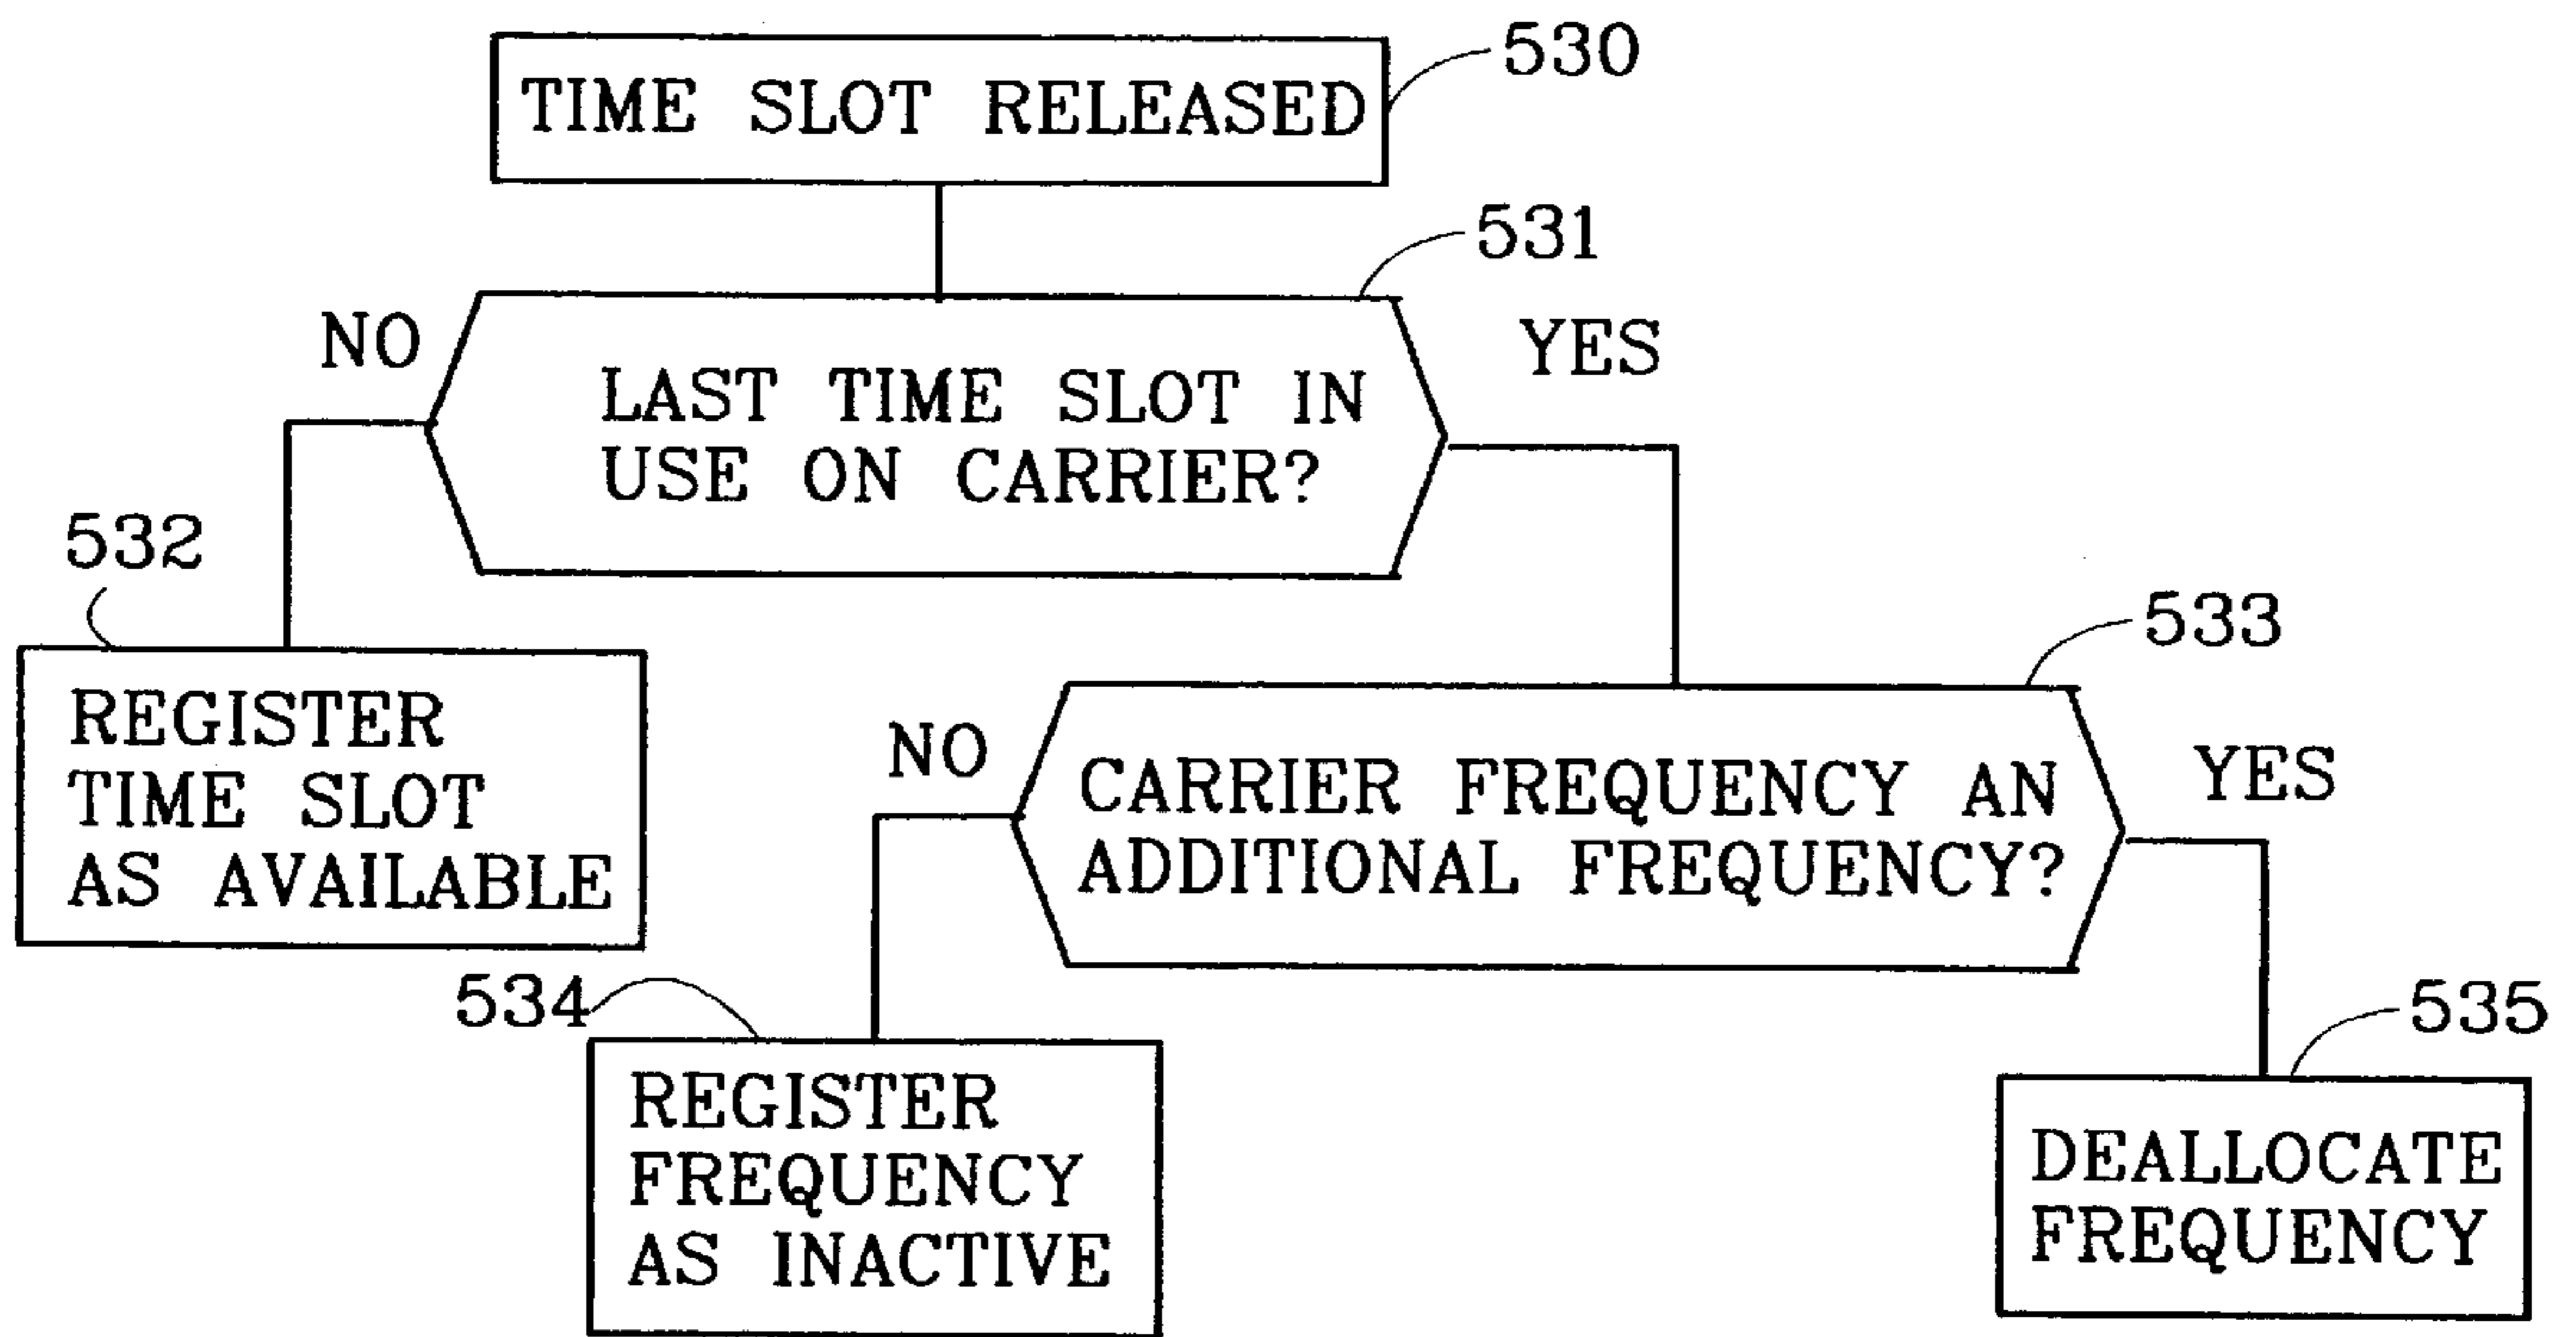 530
TIME SLOT RELEASED
531
NO
YES
LAST TIME SLOT IN
USE ON CARRIER?
532
533
REGISTER
TIME SLOT
AS AVAILABLE
NO
YES
CARRIER FREQUENCY AN
ADDITIONAL FREQUENCY?
534
535
REGISTER
FREQUENCY
AS INACTIVE
DEALLOCATE
FREQUENCY